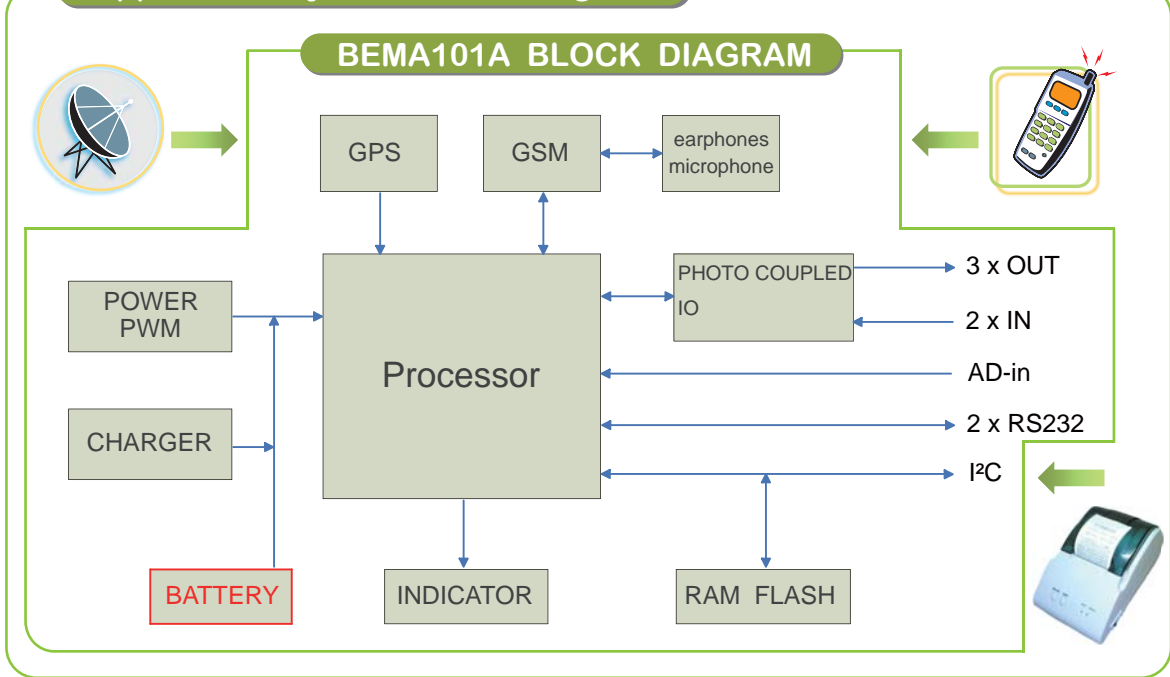 BEMA101A BLOCK DIAGRAM
GPS
GSM
earphones
microphone
POWER
PWM
PHOTO COUPLED
IO
3 x OUT
2 x IN
Processor
AD-in
CHARGER
2 x RS232
I²C
BATTERY
INDICATOR
RAM FLASH